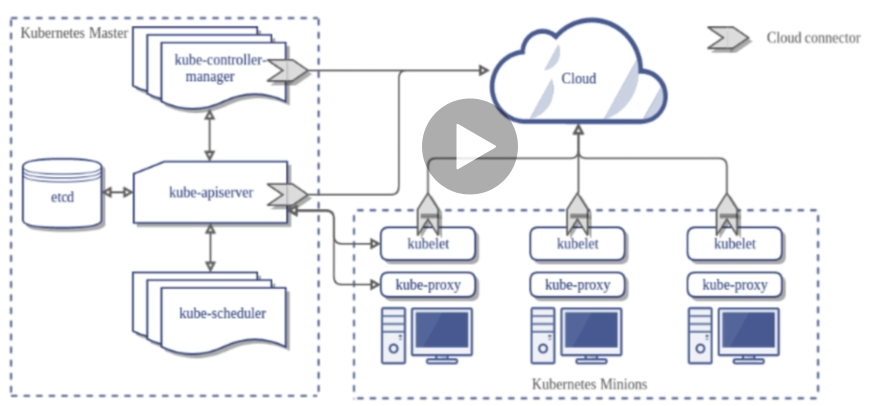 Kubernetes Master
kube-controller-
manager
Cloud
Cloud connector
etcd
kube-apiserver
kubelet
kubelet
kubelet
kube-proxy
kube-proxy
kube-proxy
kube-scheduler
Kubernetes Minions